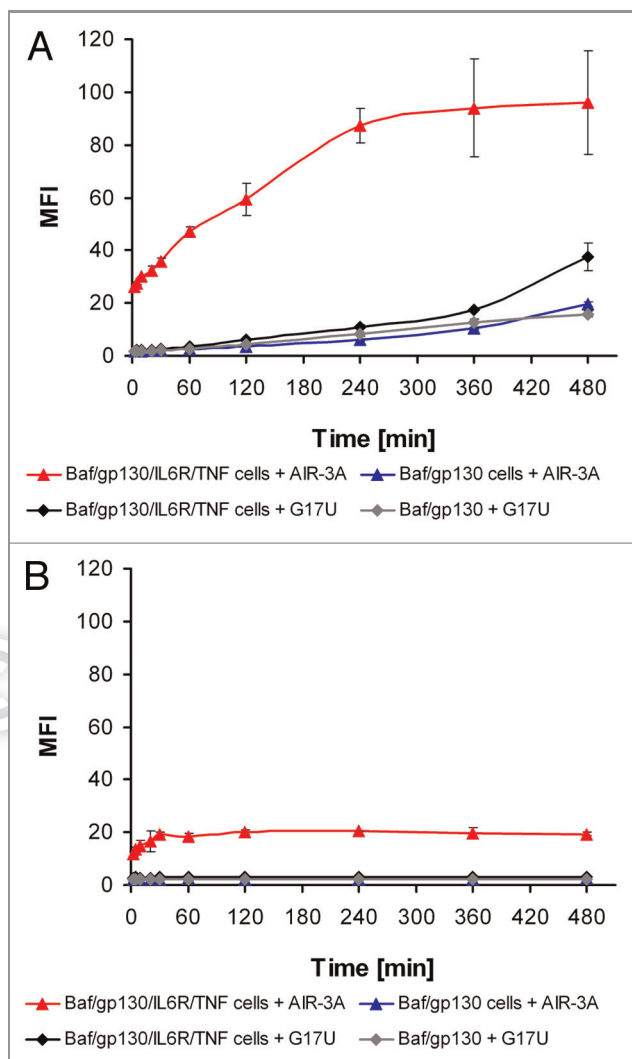 A
120
100
80
60
40
20
0
MFI
0 60 120 180 240 300 360 420 480
Time [min]
Baf/gp130/IL6R/TNF cells + AIR-3A Baf/gp130 cells + AIR-3A
Baf/gp130/IL6R/TNF cells + G17U Baf/gp130 + G17U
B
120
100
80
60
40
20
0
MFI
0 60 120 180 240 300 360 420 480
Time [min]
Baf/gp130/IL6R/TNF cells + AIR-3A Baf/gp130 cells + AIR-3A
Baf/gp130/IL6R/TNF cells + G17U Baf/gp130 + G17U